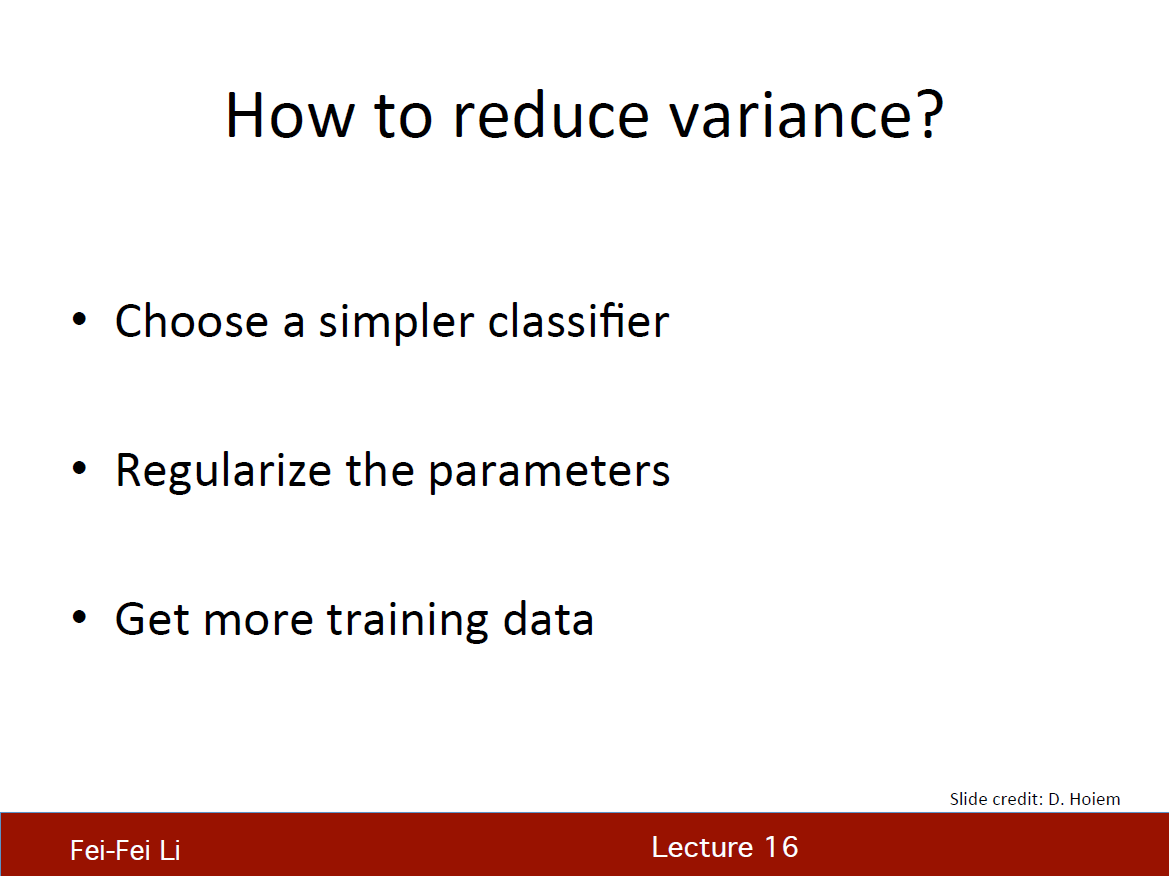 How to reduce variance?
• Choose a simpler classifier
• Regularize the parameters
• Get more training data
Slide credit: D. Hoiem
Fei-Fei Li
Lecture 16